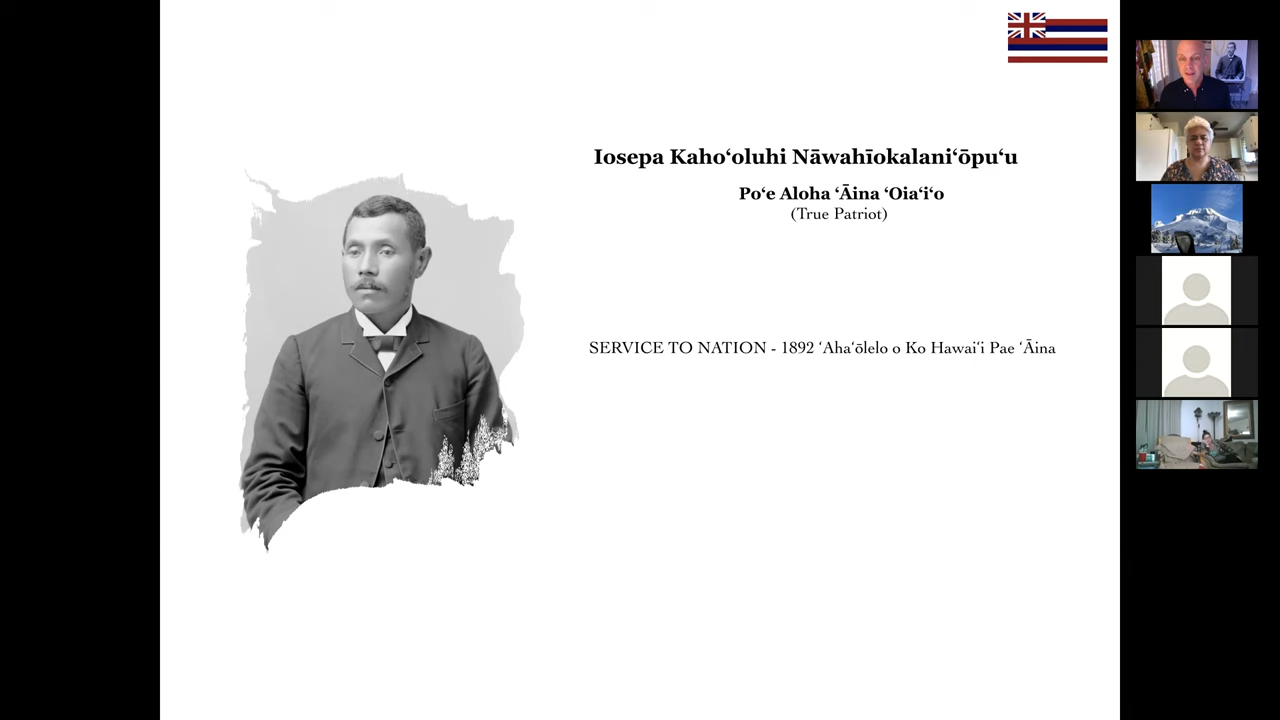 Iosepa Kahoʻoluhi Nāwahīokalaniʻōpuʻu
Poʻe Aloha ʻĀina ʻOiaʻiʻo
(True Patriot)
SERVICE TO NATION - 1892 ʻAhaʻōlelo o Ko Hawaiʻi Pae ʻĀina